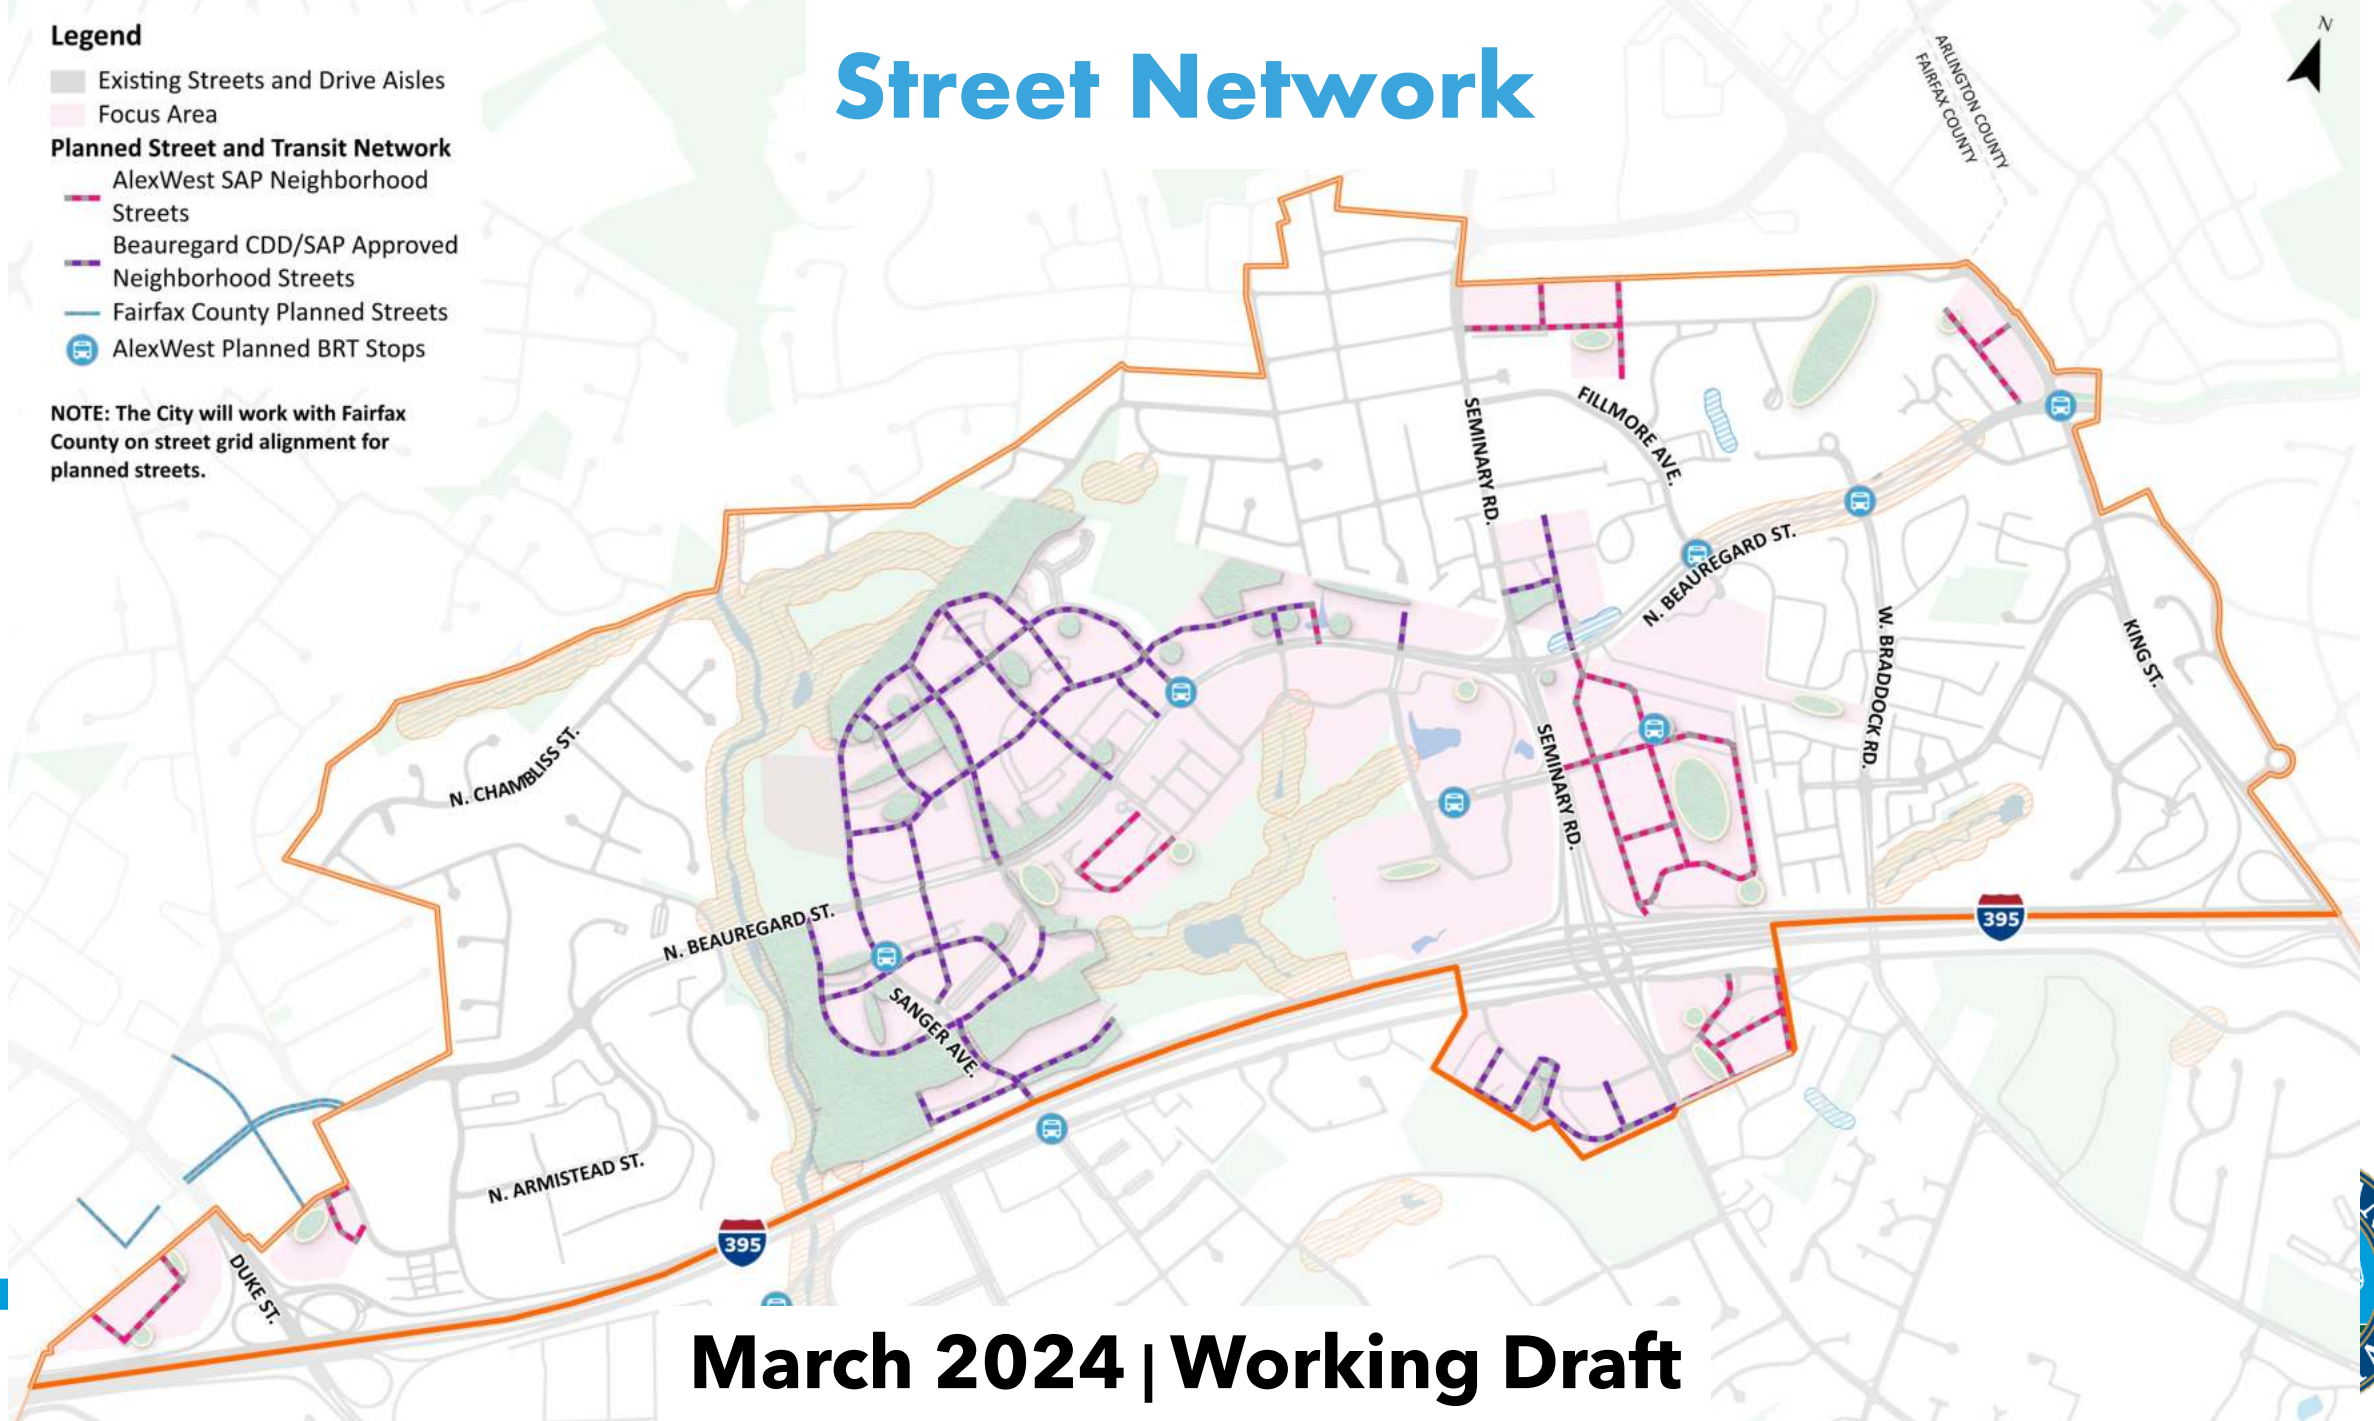 Legend
Existing Streets and Drive Aisles
Focus Area
Planned Street and Transit Network
AlexWest SAP Neighborhood
Streets
Beauregard CDD/SAP Approved
Neighborhood Streets
Fairfax County Planned Streets
AlexWest Planned BRT Stops
NOTE: The City will work with Fairfax
County on street grid alignment for
planned streets.
Street Network
N
ARLINGTON COUNTY
FAIRFAX COUNTY
SEMINARY RD.
FILLMORE AVE.
N. BEAUREGARD ST.
W. BRADDOCK RD.
KING ST.
N. CHAMBLISS ST.
SEMINARY RD.
N. BEAUREGARD ST.
395
SANGER AVE.
N. ARMISTEAD ST.
395
DUKE ST.
March 2024 | Working Draft